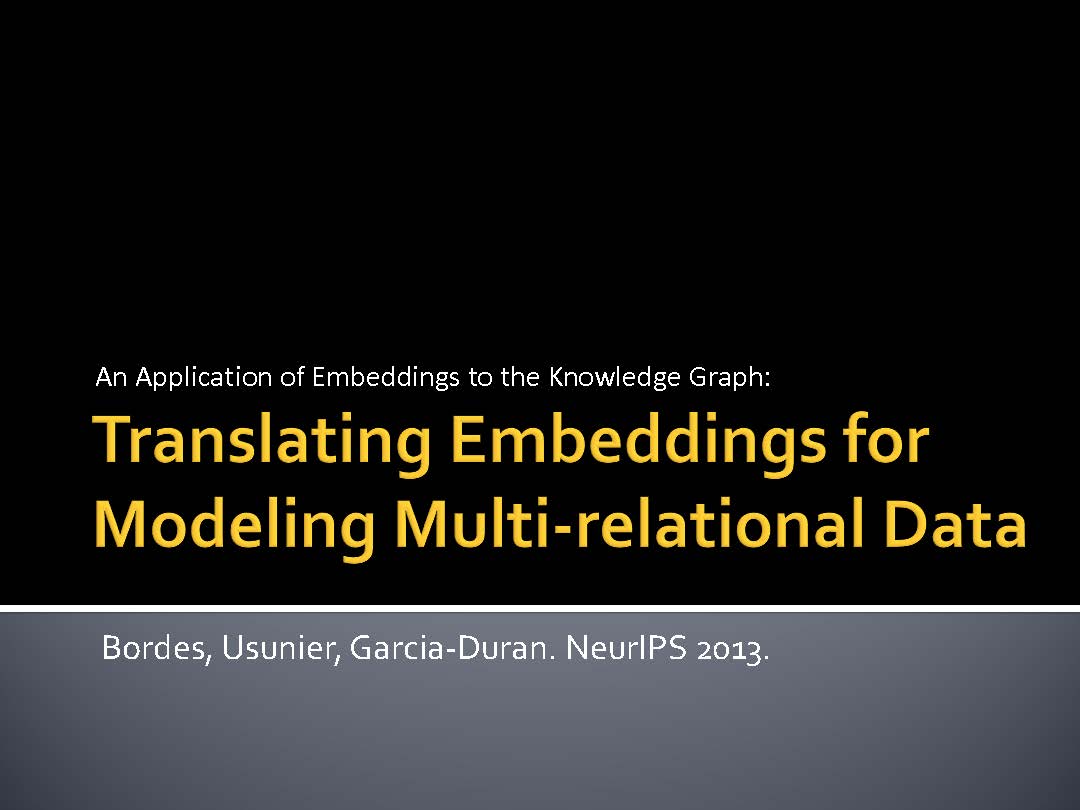 An Application of Embeddings to the Knowledge Graph:
Translating Embeddings for
Modeling Multi-relational Data
Bordes, Usunier, Garcia-Duran. NeurIPS 2013.